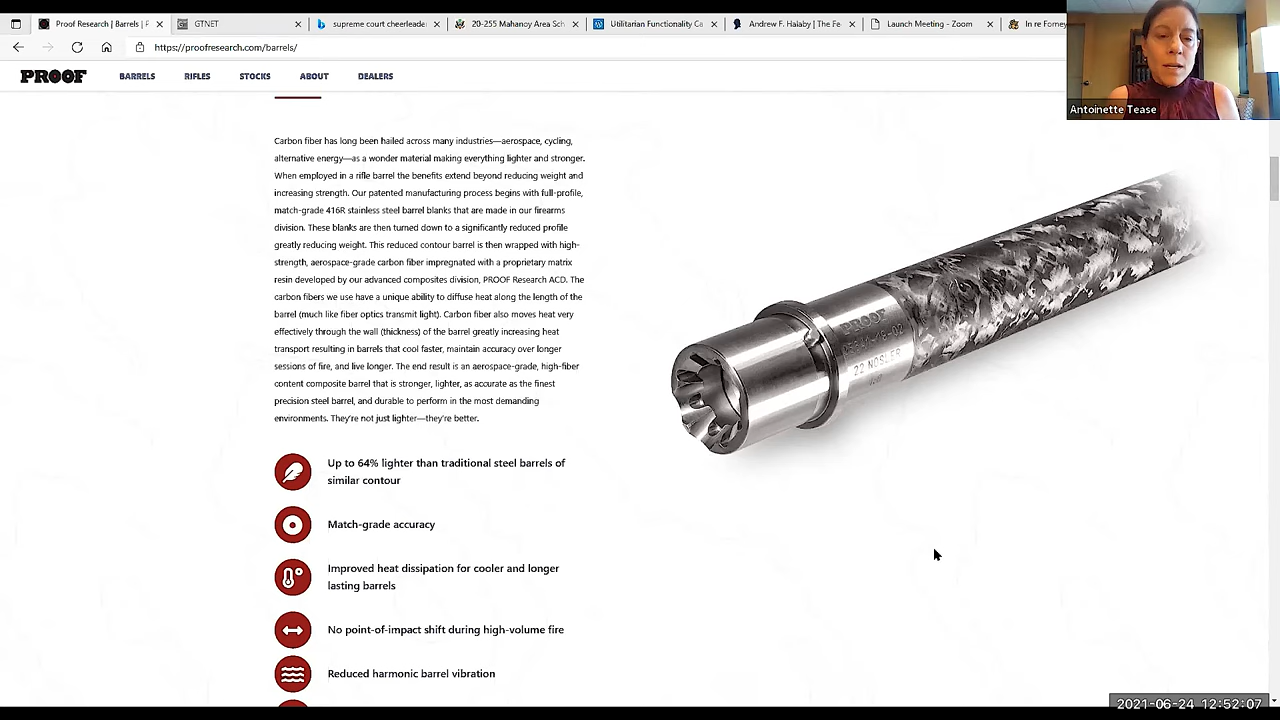 Proof Research | Barrels | F
GTNET
supreme court cheerleade
20-255 Mahanoy Area Sch
Utilitarian Functionality Ca
Andrew F. Halaby | The Fe
Launch Meeting - Zoom
In re Forney
https://proofresearch.com/barrels/
PROOF
BARRELS
RIFLES
STOCKS
ABOUT
DEALERS
Antoinette Tease
Carbon fiber has long been hailed across many industries—aerospace, cycling,
alternative energy—as a wonder material making everything lighter and stronger.
When employed in a rifle barrel the benefits extend beyond reducing weight and
increasing strength. Our patented manufacturing process begins with full-profile,
match-grade 416R stainless steel barrel blanks that are made in our firearms
division. These blanks are then turned down to a significantly reduced profile
greatly reducing weight. This reduced contour barrel is then wrapped with high-
strength, aerospace-grade carbon fiber impregnated with a proprietary matrix
resin developed by our advanced composites division, PROOF Research ACD. The
carbon fibers we use have a unique ability to diffuse heat along the length of the
barrel (much like fiber optics transmit light). Carbon fiber also moves heat very
effectively through the wall (thickness) of the barrel greatly increasing heat
transport resulting in barrels that cool faster, maintain accuracy over longer
sessions of fire, and live longer. The end result is an aerospace-grade, high-fiber
content composite barrel that is stronger, lighter, as accurate as the finest
precision steel barrel, and durable to perform in the most demanding
environments. They're not just lighter—they're better.
PROOF
22 NOSLER
Up to 64% lighter than traditional steel barrels of
similar contour
Match-grade accuracy
Improved heat dissipation for cooler and longer
lasting barrels
No point-of-impact shift during high-volume fire
Reduced harmonic barrel vibration
2021-06-24 12:52:07